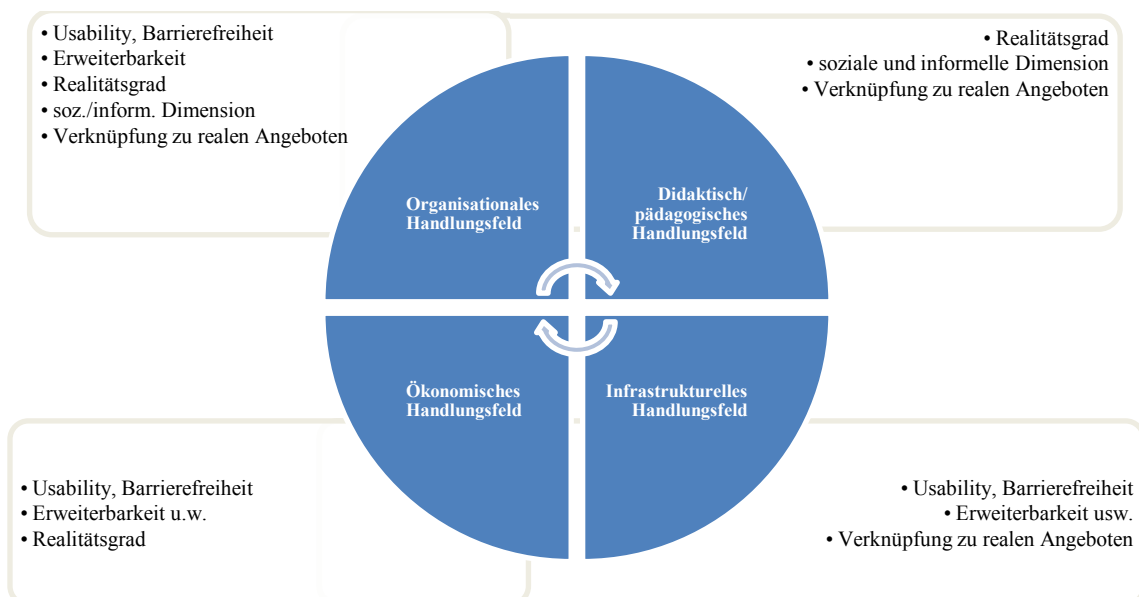 • Usability, Barrierefreiheit
• Erweiterbarkeit
• Realitätsgrad
• soz./inform. Dimension
• Verknüpfung zu realen Angeboten
• Realitätsgrad
• soziale und informelle Dimension
• Verknüpfung zu realen Angeboten
Organisationales
Handlungsfeld
Didaktisch/
pädagogisches
Handlungsfeld
Ökonomisches
Handlungsfeld
Infrastrukturelles
Handlungsfeld
• Usability, Barrierefreiheit
• Erweiterbarkeit u.w.
• Realitätsgrad
• Usability, Barrierefreiheit
• Erweiterbarkeit usw.
• Verknüpfung zu realen Angeboten